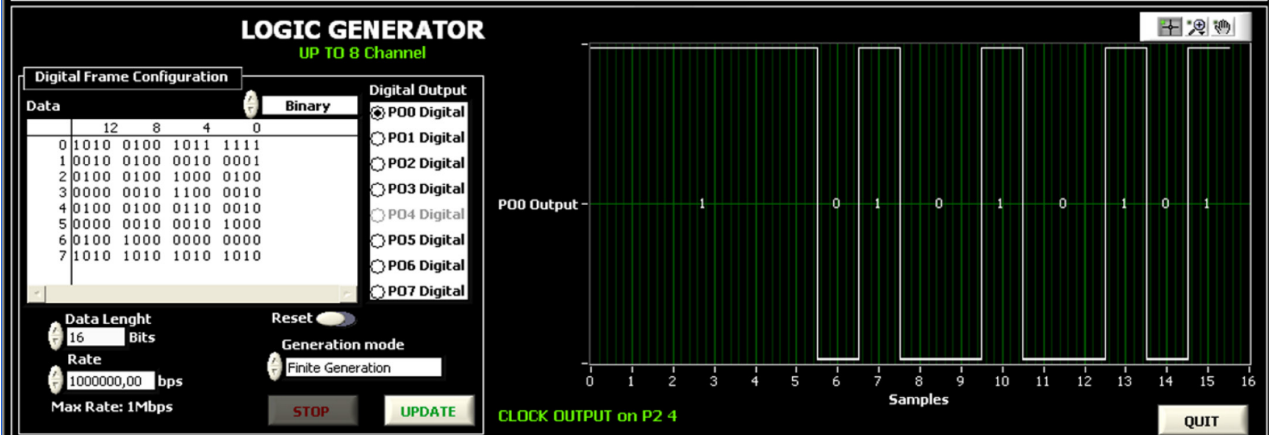 LOGIC GENERATOR
UP TO 8 Channel
Digital Frame Configuration
Data
Binary
12 8 4 0
0 1010 0100 1011 1111
1 0010 0100 0010 0001
2 0100 0100 1000 0100
3 0000 0010 1100 0010
4 0100 0100 0110 0010
5 0000 0010 0010 1000
6 0100 1000 0000 0000
7 1010 1010 1010 1010
Digital Output
PO0 Digital
PO1 Digital
PO2 Digital
PO3 Digital
PO4 Digital
PO5 Digital
PO6 Digital
PO7 Digital
Data Lenght
16 Bits
Rate
1000000,00 bps
Max Rate: 1Mbps
Reset
Generation mode
Finite Generation
STOP
UPDATE
PO0 Output
1 0 1 0 1 0 1 0 1
0 1 2 3 4 5 6 7 8 9 10 11 12 13 14 15 16
Samples
CLOCK OUTPUT on P2 4
QUIT